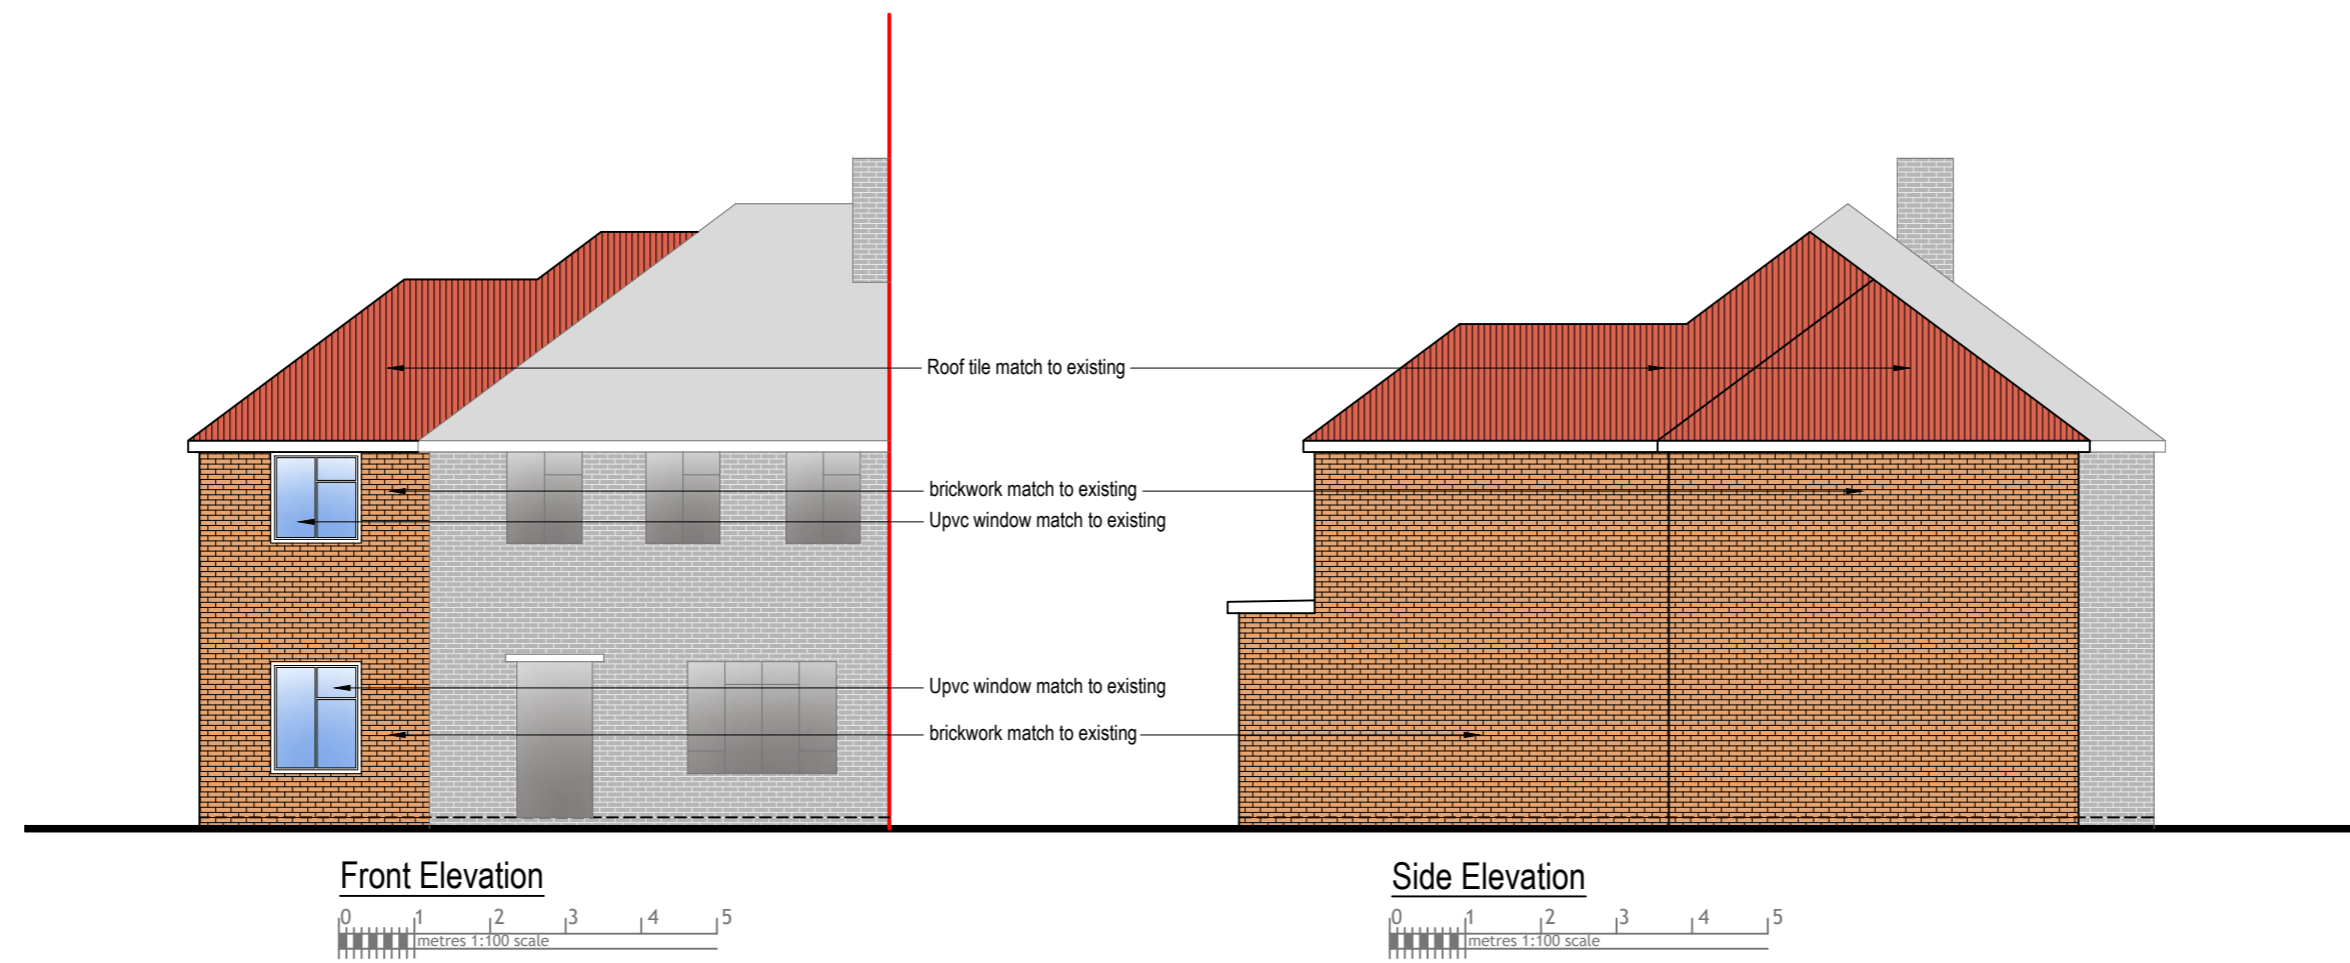 Roof tile match to existing
brickwork match to existing
Upvc window match to existing
Upvc window match to existing
brickwork match to existing
Front Elevation
0 1 2 3 4 5
metres 1:100 scale
Side Elevation
0 1 2 3 4 5
metres 1:100 scale